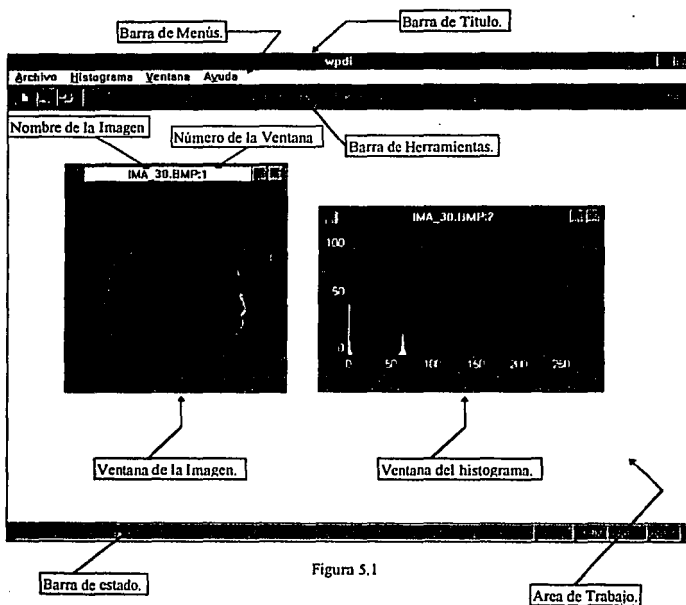 Barra de Menús.
Barra de Título.
wpdi
Archivo Histograma Ventana Ayuda
Nombre de la Imagen
Número de la Ventana
Barra de Herramientas.
IMA_30.BMP:1
IMA_30.BMP:2
100
50
0
0 50 100 150 200 250
Ventana de la Imagen.
Ventana del histograma.
Figura 5.1
Barra de estado.
Area de Trabajo.